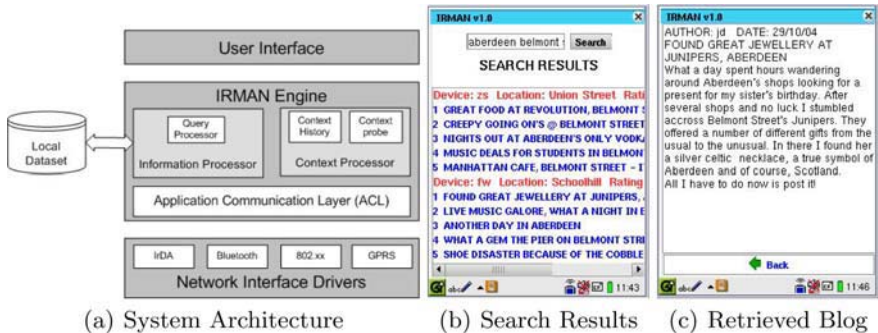 User Interface
IRMAN Engine
Query
Processor
Information Processor
Context
History
Context
probe
Context Processor
Application Communication Layer (ACL)
Local
Dataset
IrDA
Bluetooth
802.xx
GPRS
Network Interface Drivers
(a) System Architecture
IRMAN v1.0
aberdeen belmont
Search
SEARCH RESULTS
Device: zs Location: Union Street Rati
1 GREAT FOOD AT REVOLUTION, BELMONT
2 CREEPY GOING ON'S @ BELMONT STREET
3 NIGHTS OUT AT ABERDEEN'S ONLY VODKA
4 MUSIC DEALS FOR STUDENTS IN BELMON
5 MANHATTAN CAFE, BELMONT STREET -
Device: fw Location: Schoolhill Rating
1 FOUND GREAT JEWELLERY AT JUNIPERS,
2 LIVE MUSIC GALORE, WHAT A NIGHT IN
3 ANOTHER DAY IN ABERDEEN
4 WHAT A GEM THE PIER ON BELMONT STR
5 SHOE DISASTER BECAUSE OF THE COBBLE
abc
11:43
(b) Search Results
IRMAN v1.0
AUTHOR: jd DATE: 29/10/04
FOUND GREAT JEWELLERY AT
JUNIPERS, ABERDEEN
What a day spent hours wandering
around Aberdeen's shops looking for a
present for my sister's birthday. After
several shops and no luck I stumbled
accross Belmont Street's Junipers. They
offered a number of different gifts from the
usual to the unusual. In there I found her
a silver celtic necklace, a true symbol of
Aberdeen and of course, Scotland.
All I have to do now is post it!
Back
abc
11:46
(c) Retrieved Blog